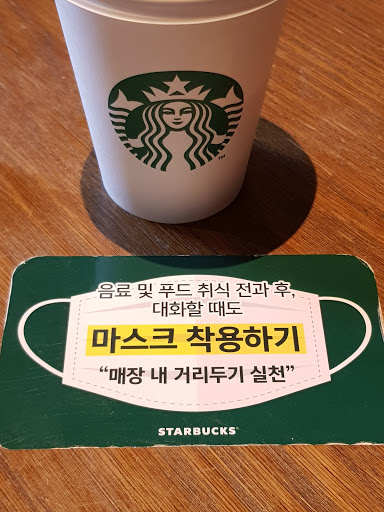 TM
음료 및 푸드 취식 전과 후,
대화할 때도
마스크 착용하기
“매장 내 거리두기 실천”
STARBUCKS